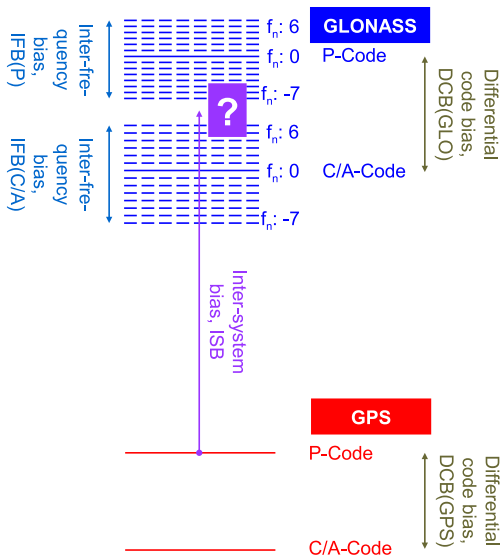 Inter-fre-
quency
bias,
IFB(P)
fn: 6
GLONASS
fn: 0
P-Code
fn: -7
Differential
code bias,
DCB(GLO)
?
Inter-fre-
quency
bias,
IFB(C/A)
fn: 6
fn: 0
C/A-Code
fn: -7
Inter-system
bias, ISB
GPS
P-Code
Differential
code bias,
DCB(GPS)
C/A-Code